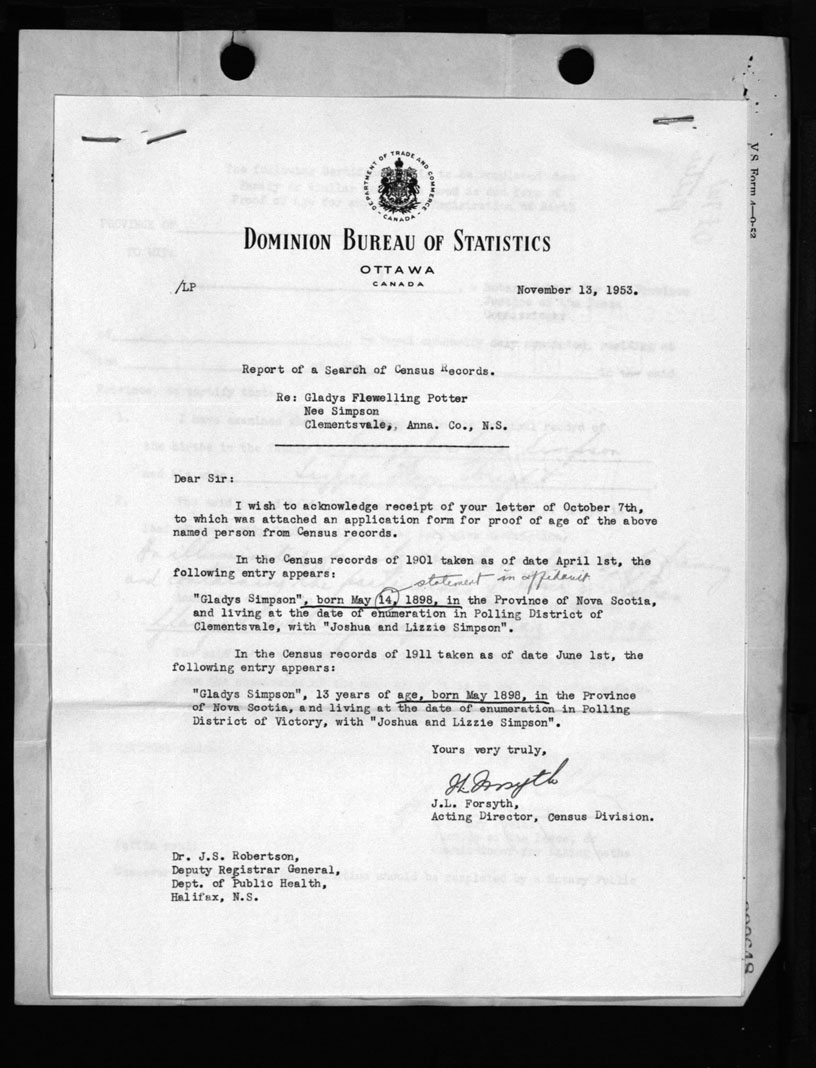 DEPARTMENT OF TRADE AND COMMERCE
- CANADA -
DOMINION BUREAU OF STATISTICS
OTTAWA
CANADA
/LP
November 13, 1953.
VS Form 4-9-52
Report of a Search of Census Records.
Re: Gladys Flewelling Potter
Nee Simpson
Clementsvale, Anna. Co., N.S.
Dear Sir:
I wish to acknowledge receipt of your letter of October 7th,
to which was attached an application form for proof of age of the above
named person from Census records.
In the Census records of 1901 taken as of date April 1st, the
following entry appears:
statement in affidavit
"Gladys Simpson", born May 14, 1898, in the Province of Nova Scotia,
and living at the date of enumeration in Polling District of
Clementsvale, with "Joshua and Lizzie Simpson".
In the Census records of 1911 taken as of date June 1st, the
following entry appears:
"Gladys Simpson", 13 years of age, born May 1898, in the Province
of Nova Scotia, and living at the date of enumeration in Polling
District of Victory, with "Joshua and Lizzie Simpson".
Yours very truly,
JL Forsyth
J.L. Forsyth,
Acting Director, Census Division.
Dr. J.S. Robertson,
Deputy Registrar General,
Dept. of Public Health,
Halifax, N.S.